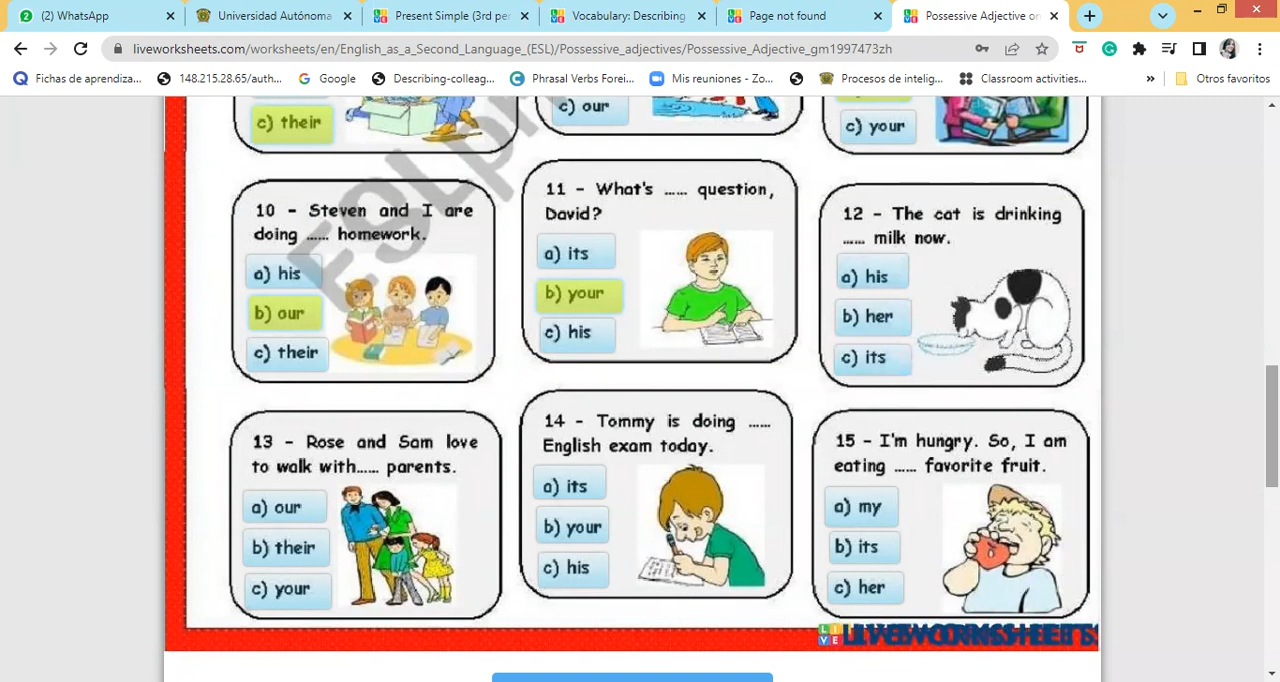 (2) WhatsApp
Universidad Autónoma
Present Simple (3rd per
Vocabulary: Describing
Page not found
Possessive Adjective on
liveworksheets.com/worksheets/en/English_as_a_Second_Language_(ESL)/Possessive_adjectives/Possessive_Adjective_gm1997473zh
Fichas de aprendiza...
148.215.28.65/auth...
Google
Describing-colleag...
Phrasal Verbs Forei...
Mis reuniones - Zo...
Procesos de intelig...
Classroom activities...
»
Otros favoritos
c) their
c) our
c) your
10 - Steven and I are
doing ...... homework.
a) his
b) our
c) their
11 - What's ...... question,
David?
a) its
b) your
c) his
12 - The cat is drinking
...... milk now.
a) his
b) her
c) its
13 - Rose and Sam love
to walk with...... parents.
a) our
b) their
c) your
14 - Tommy is doing ......
English exam today.
a) its
b) your
c) his
15 - I'm hungry. So, I am
eating ...... favorite fruit.
a) my
b) its
c) her
LIVEWORKSHEETS